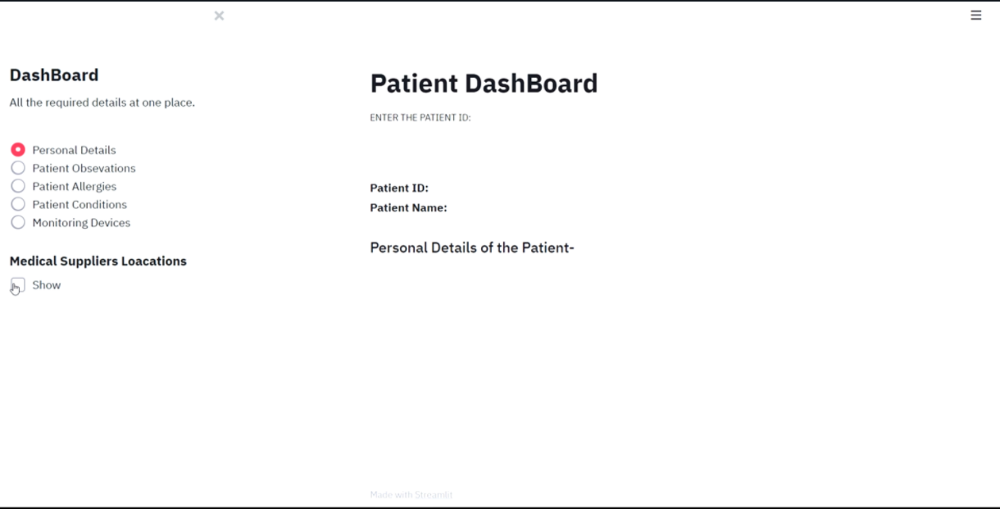 DashBoard
All the required details at one place.
Personal Details
Patient Obsevations
Patient Allergies
Patient Conditions
Monitoring Devices
Medical Suppliers Loacations
Show
Patient DashBoard
ENTER THE PATIENT ID:
Patient ID:
Patient Name:
Personal Details of the Patient-
Made with Streamlit